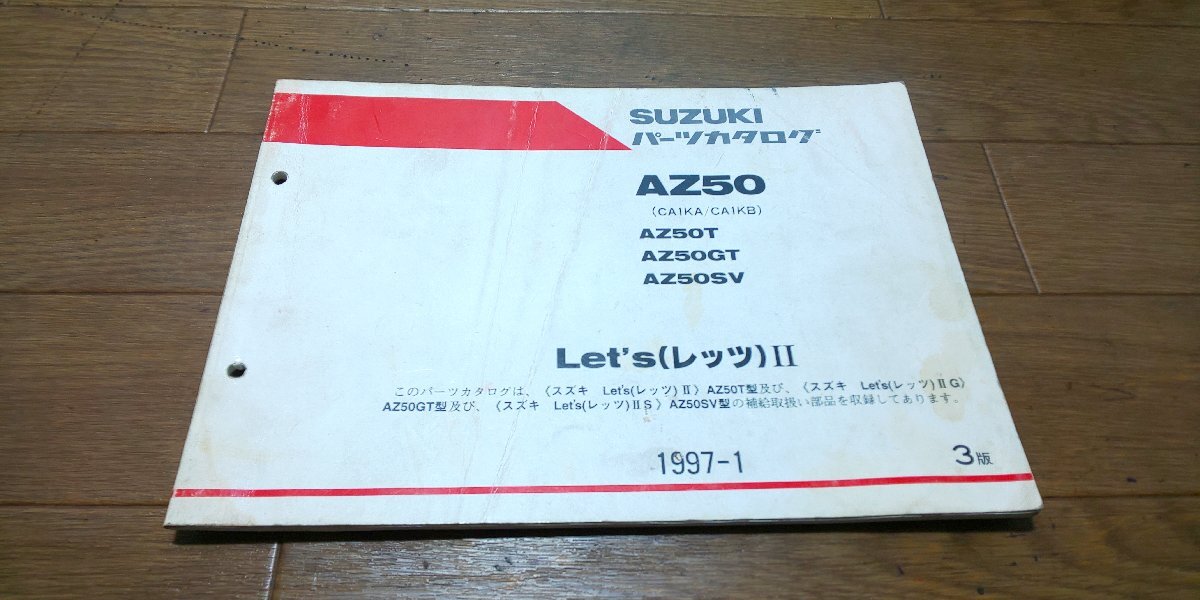 SUZUKI
パーツカタログ
AZ50
(CA1KA/CA1KB)
AZ50T
AZ50GT
AZ50SV
Let's(レッツ)II
このパーツカタログは、〈スズキ Let's(レッツ)II〉AZ50T型及び、〈スズキ Let's(レッツ)IIG〉
AZ50GT型及び、〈スズキ Let's(レッツ)IIS〉AZ50SV型の補給取扱い部品を収録してあります。
1997-1
3版